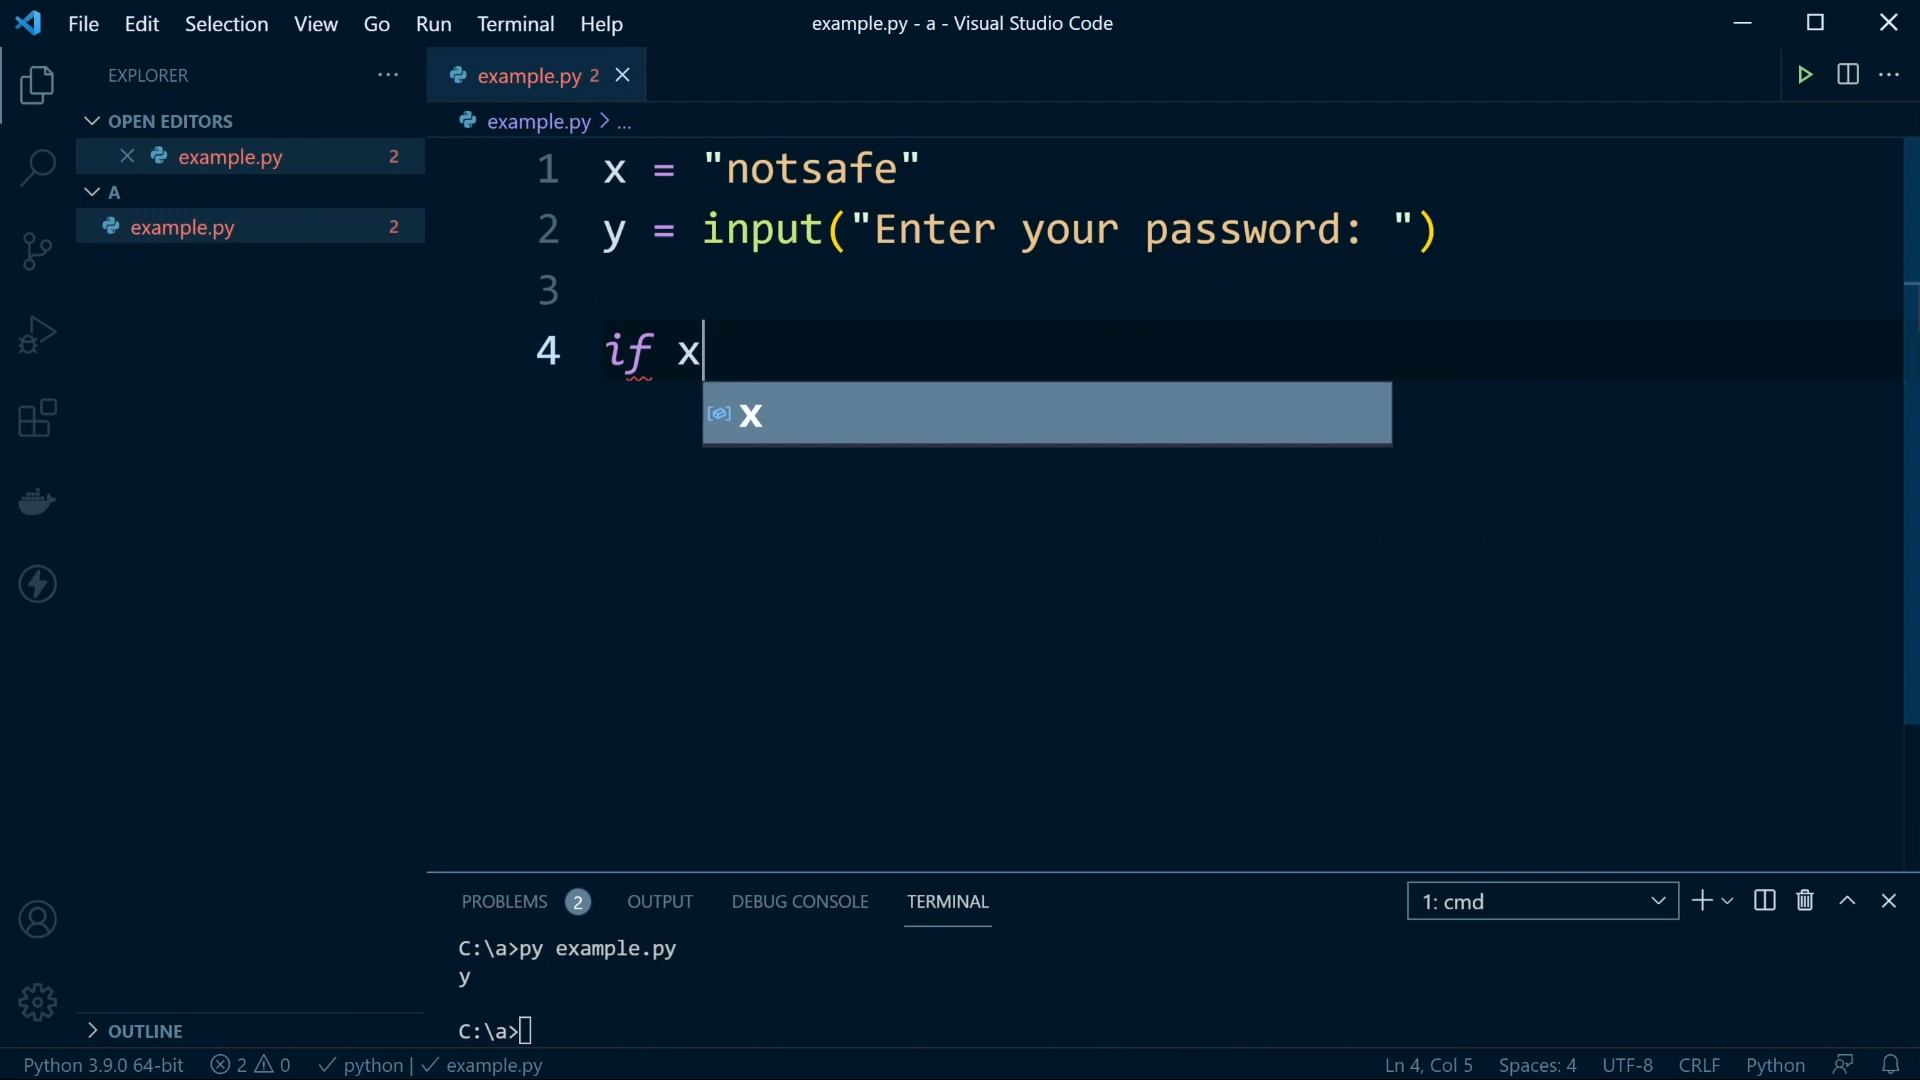 File Edit Selection View Go Run Terminal Help example.py - a - Visual Studio Code
EXPLORER
OPEN EDITORS
example.py 2
A
example.py 2
OUTLINE
example.py 2
example.py > ...
1 x = "notsafe"
2 y = input("Enter your password: ")
3
4 if x
x
PROBLEMS 2 OUTPUT DEBUG CONSOLE TERMINAL 1: cmd
C:\a>py example.py
y
C:\a>
Python 3.9.0 64-bit 2 0 python | example.py Ln 4, Col 5 Spaces: 4 UTF-8 CRLF Python